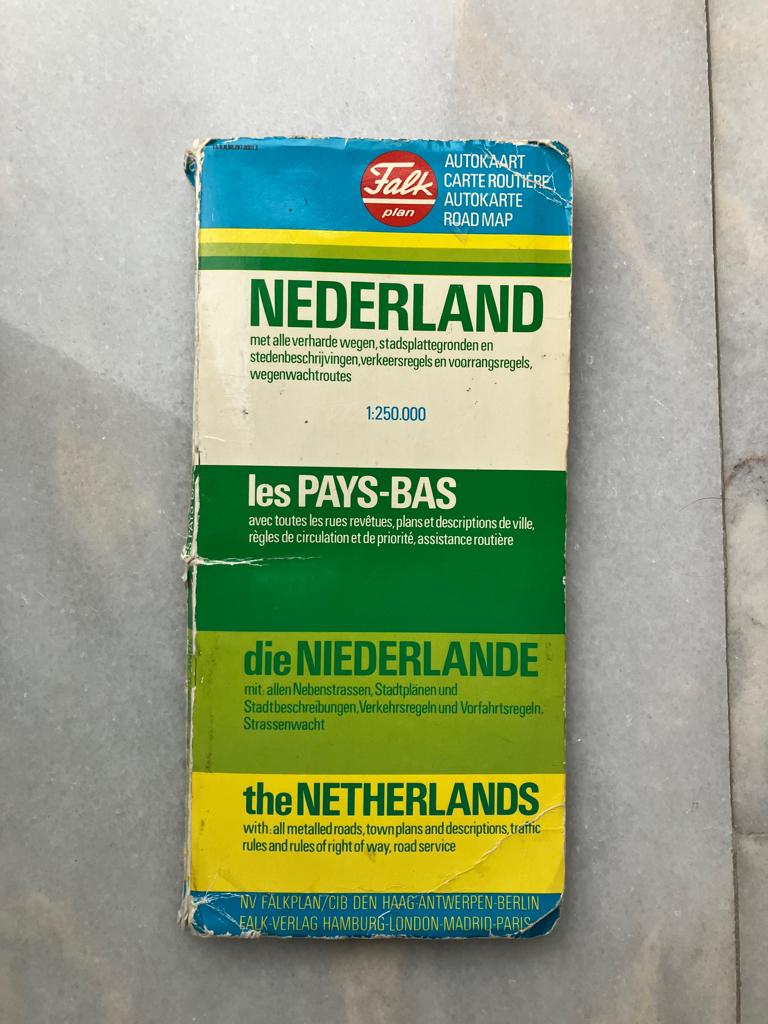 Falk
plan
AUTOKAART
CARTE ROUTIÈRE
AUTOKARTE
ROAD MAP
NEDERLAND
met alle verharde wegen, stadsplattegronden en
stedenbeschrijvingen, verkeersregels en voorrangsregels,
wegenwachtroutes
1:250.000
les PAYS-BAS
avec toutes les rues revêtues, plans et descriptions de ville,
règles de circulation et de priorité, assistance routière
die NIEDERLANDE
mit: allen Nebenstrassen, Stadtplänen und
Stadtbeschreibungen, Verkehrsregeln und Vorfahrtsregeln,
Strassenwacht
the NETHERLANDS
with: all metalled roads, town plans and descriptions, traffic
rules and rules of right of way, road service
NV FALKPLAN/CIB DEN HAAG-ANTWERPEN-BERLIN
FALK-VERLAG HAMBURG-LONDON-MADRID-PARIS